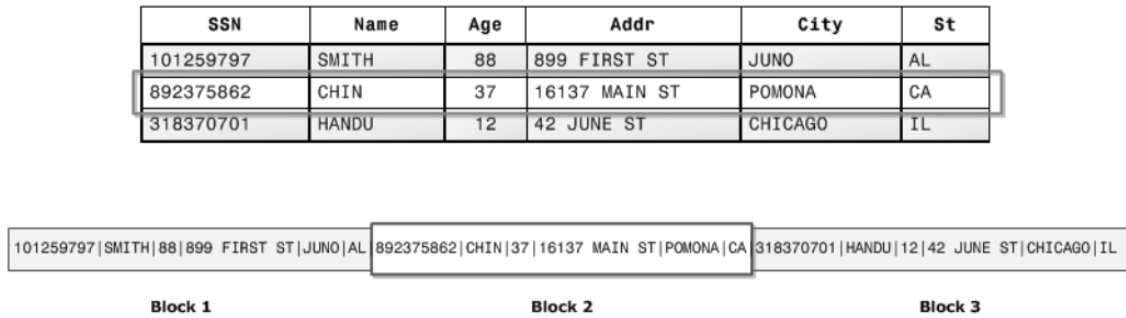 SSN Name Age Addr City St
101259797 SMITH 88 899 FIRST ST JUNO AL
892375862 CHIN 37 16137 MAIN ST POMONA CA
318370701 HANDU 12 42 JUNE ST CHICAGO IL
101259797|SMITH|88|899 FIRST ST|JUNO|AL 892375862|CHIN|37|16137 MAIN ST|POMONA|CA 318370701|HANDU|12|42 JUNE ST|CHICAGO|IL
Block 1 Block 2 Block 3